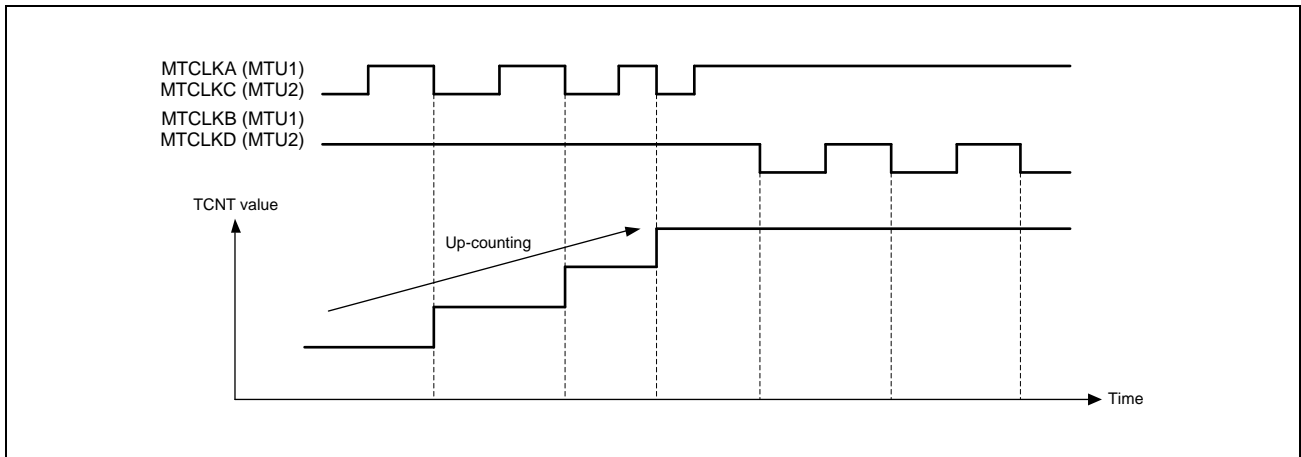 MTCLKA (MTU1)
MTCLKC (MTU2)
MTCLKB (MTU1)
MTCLKD (MTU2)
TCNT value
Up-counting
Time